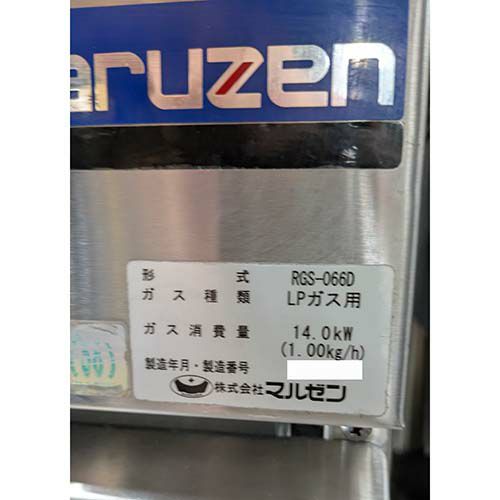 aruzen
形 式 RGS-066D
ガス種類 LPガス用
ガス消費量 14.0kW
(1.00kg/h)
製造年月・製造番号
株式会社マルゼン